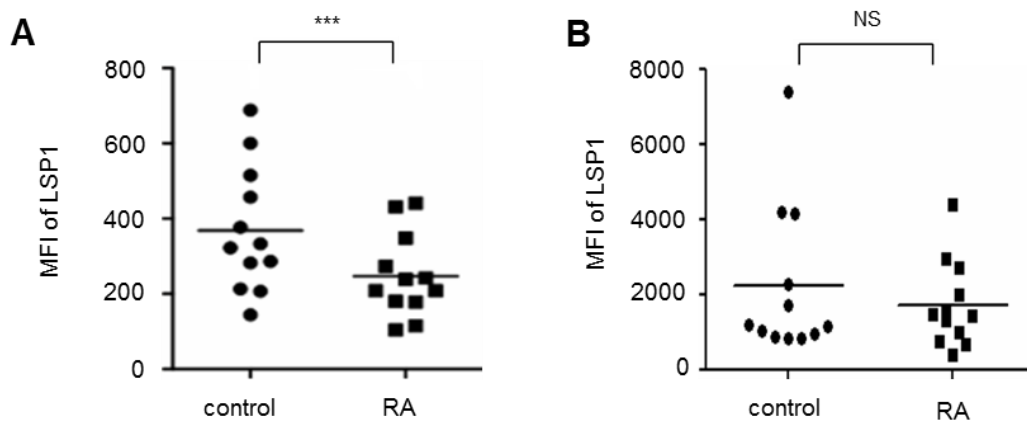 A
***
MFI of LSP1
800
600
400
200
0
control
RA
B
NS
MFI of LSP1
8000
6000
4000
2000
0
control
RA